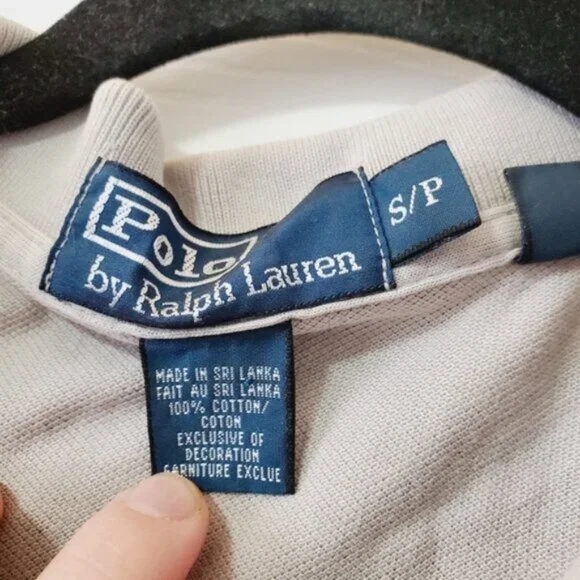 Polo
by Ralph Lauren
S/P
MADE IN SRI LANKA
FAIT AU SRI LANKA
100% COTTON/
COTON
EXCLUSIVE OF
DECORATION
GARNITURE EXCLUE